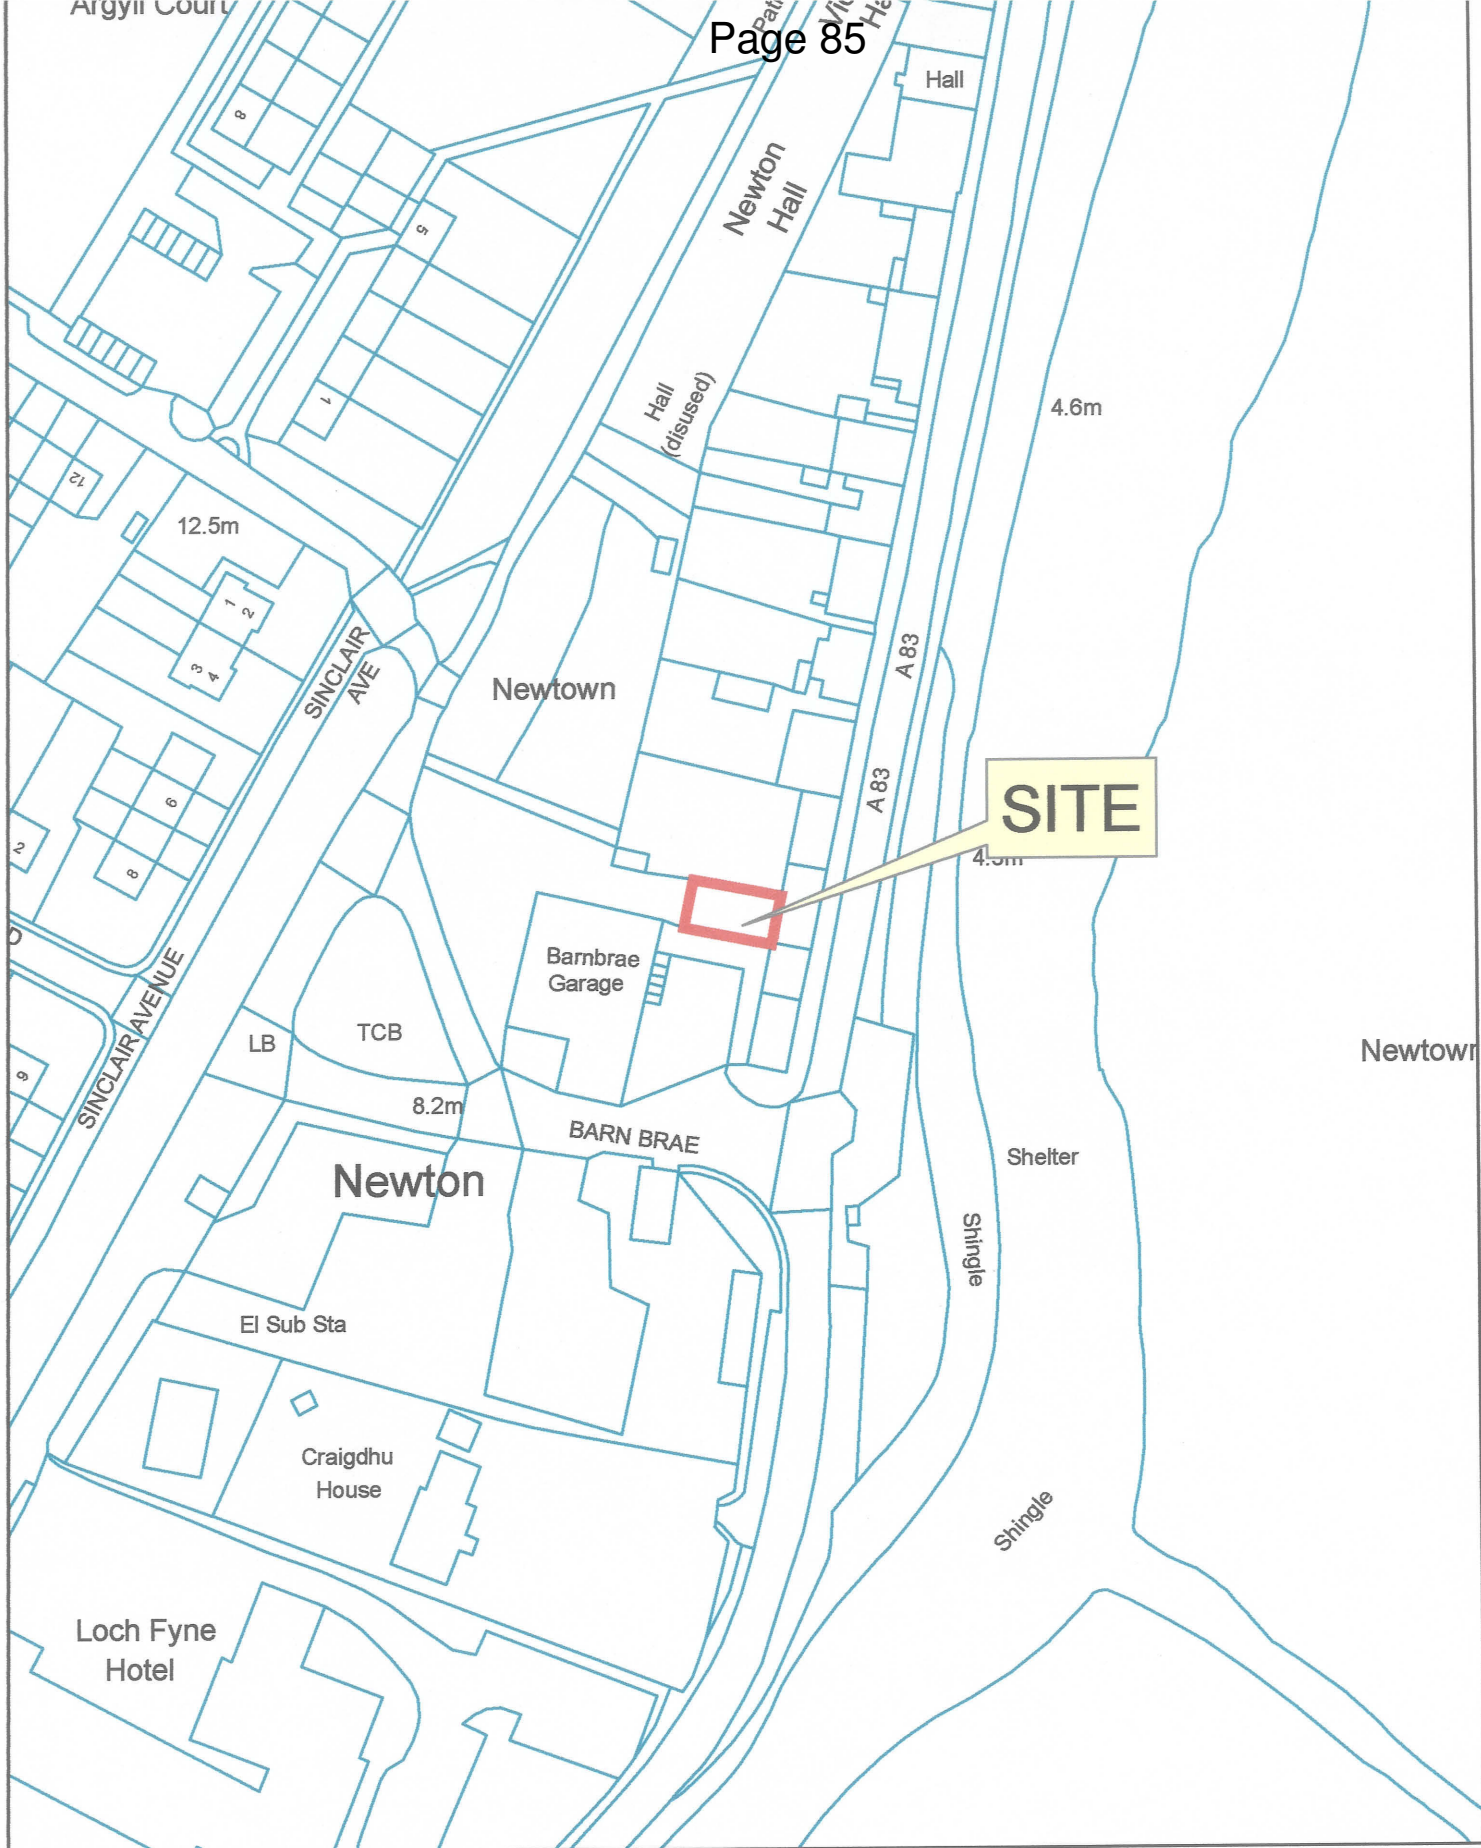 Argyll Court
Page 85
Hall
8
Newton
Hall
5
Hall
(disused)
1
4.6m
12
12.5m
1
2
3
4
SINCLAIR
AVE
A 83
Newtown
A 83
SITE
6
2
8
Barnbrae
Garage
SINCLAIR AVENUE
TCB
LB
Newtown
9
8.2m
BARN BRAE
Shelter
Newton
Shingle
El Sub Sta
Craigdhu
House
Shingle
Loch Fyne
Hotel